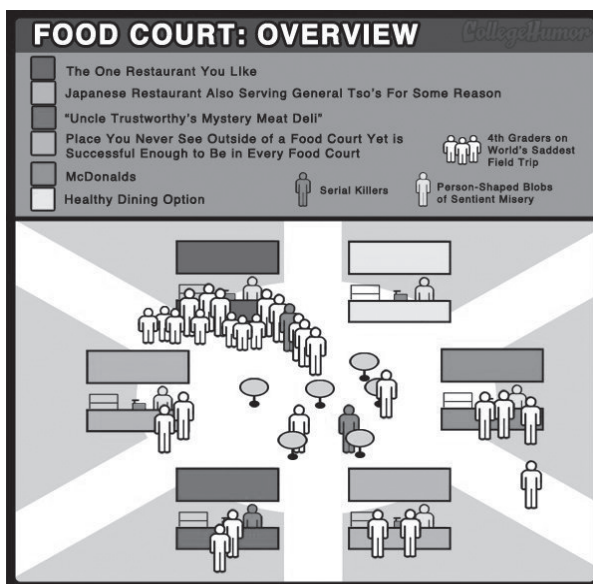 FOOD COURT: OVERVIEW
CollegeHumor
The One Restaurant You Like
Japanese Restaurant Also Serving General Tso's For Some Reason
"Uncle Trustworthy's Mystery Meat Deli"
Place You Never See Outside of a Food Court Yet is
Successful Enough to Be in Every Food Court
4th Graders on
World's Saddest
Field Trip
McDonalds
Healthy Dining Option
Serial Killers
Person-Shaped Blobs
of Sentient Misery